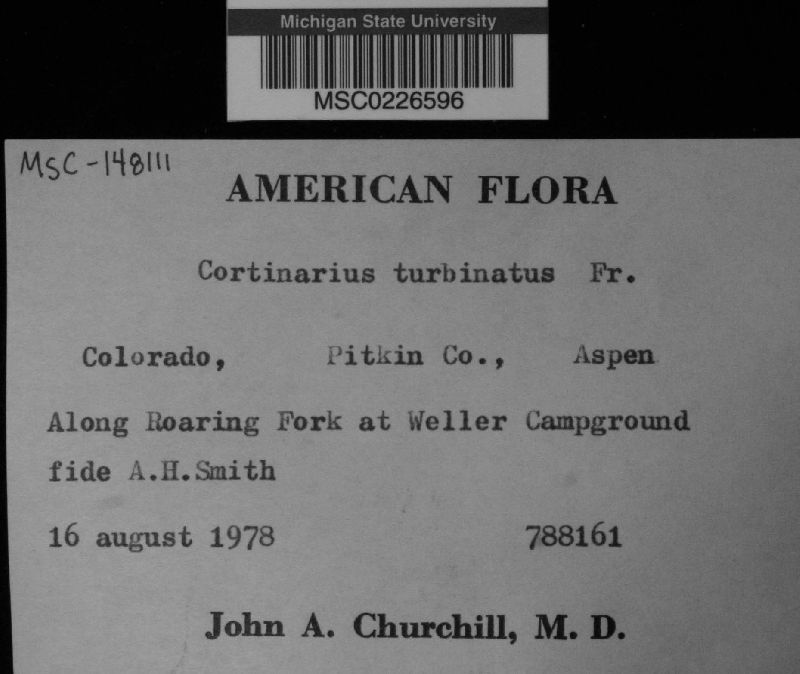 Michigan State University
MSC0226596
MSC-148111
AMERICAN FLORA
Cortinarius turbinatus Fr.
Colorado, Pitkin Co., Aspen
Along Roaring Fork at Weller Campground
fide A.H.Smith
16 august 1978 788161
John A. Churchill, M. D.